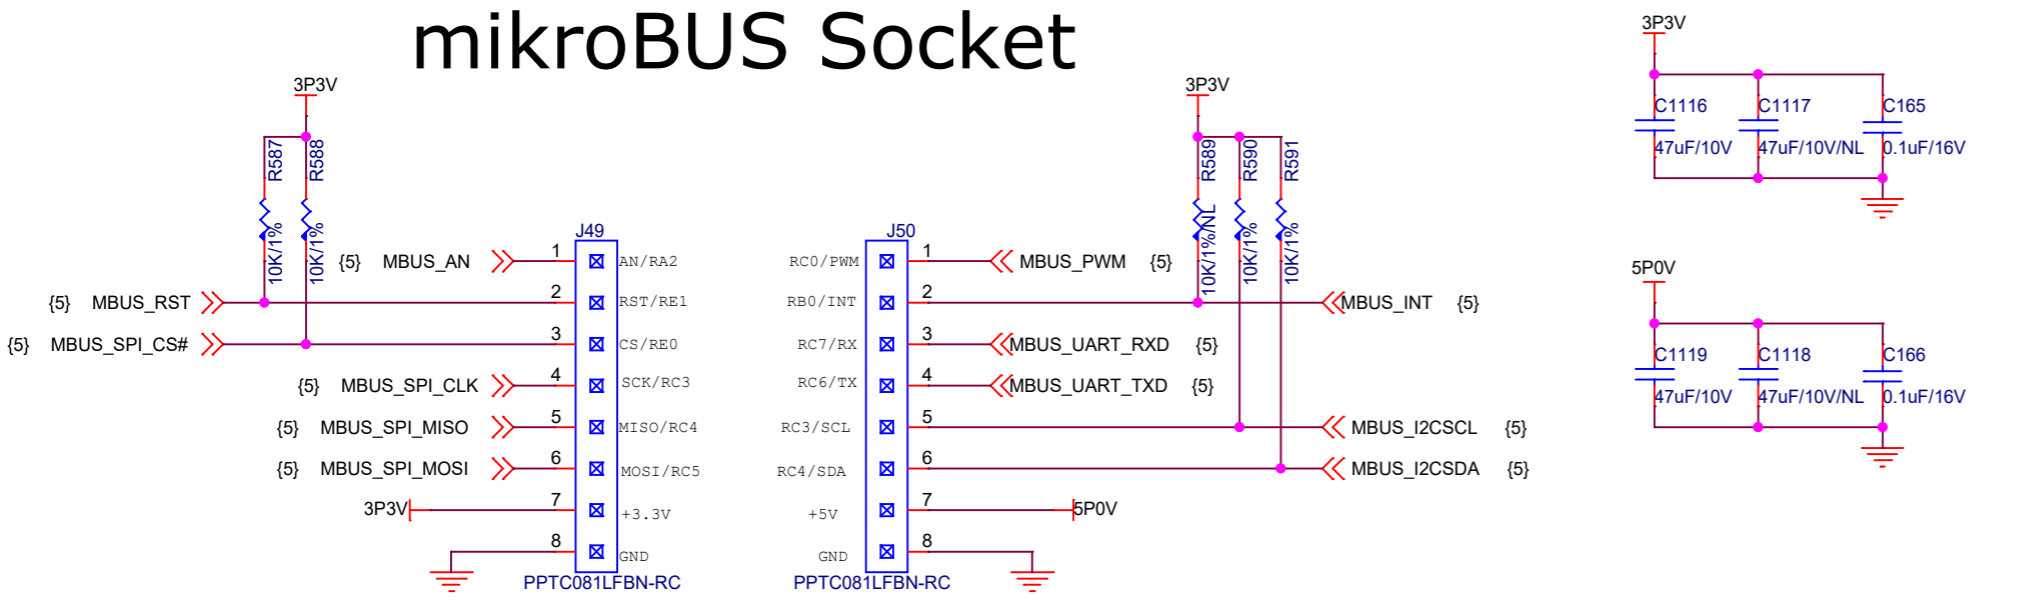 mikroBUS Socket
3P3V
R587
R588
10K/1%
10K/1%
{5} MBUS_AN
{5} MBUS_RST
{5} MBUS_SPI_CS#
{5} MBUS_SPI_CLK
{5} MBUS_SPI_MISO
{5} MBUS_SPI_MOSI
3P3V
J49
1 AN/RA2
2 RST/RE1
3 CS/RE0
4 SCK/RC3
5 MISO/RC4
6 MOSI/RC5
7 +3.3V
8 GND
PPTC081LFBN-RC
J50
RC0/PWM 1
RB0/INT 2
RC7/RX 3
RC6/TX 4
RC3/SCL 5
RC4/SDA 6
+5V 7
GND 8
PPTC081LFBN-RC
3P3V
R589
R590
R591
10K/1%/NL
10K/1%
10K/1%
MBUS_PWM {5}
MBUS_INT {5}
MBUS_UART_RXD {5}
MBUS_UART_TXD {5}
MBUS_I2CSCL {5}
MBUS_I2CSDA {5}
5P0V
3P3V
C1116
47uF/10V
C1117
47uF/10V/NL
C165
0.1uF/16V
5P0V
C1119
47uF/10V
C1118
47uF/10V/NL
C166
0.1uF/16V